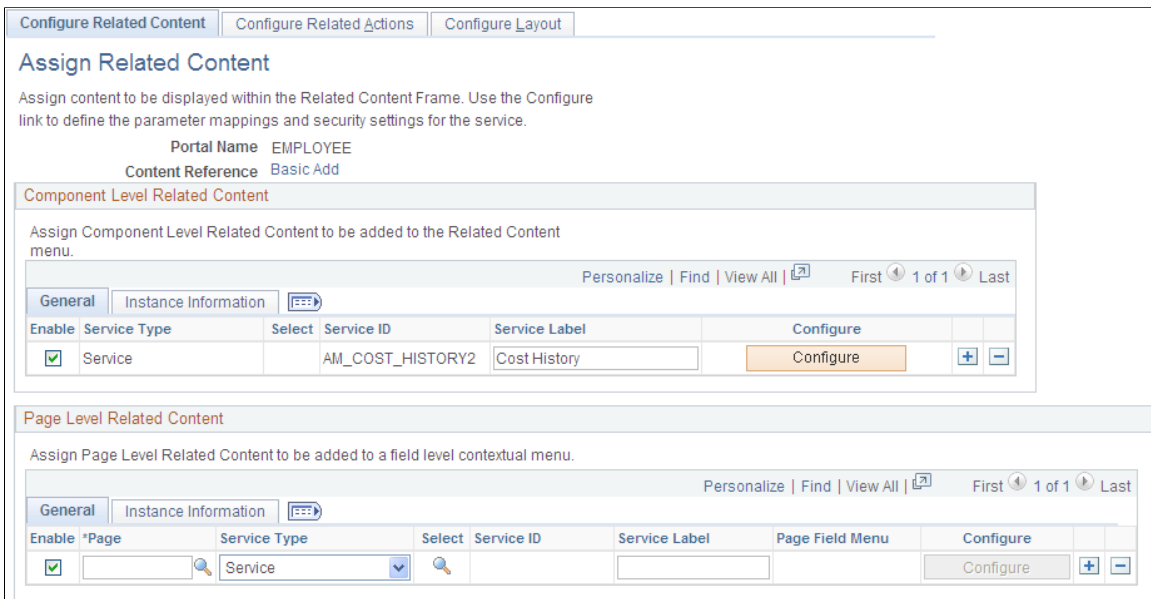 Configure Related Content Configure Related Actions Configure Layout
Assign Related Content
Assign content to be displayed within the Related Content Frame. Use the Configure
link to define the parameter mappings and security settings for the service.
Portal Name EMPLOYEE
Content Reference Basic Add
Component Level Related Content
Assign Component Level Related Content to be added to the Related Content
menu.
Personalize | Find | View All | First 1 of 1 Last
General Instance Information
Enable Service Type Select Service ID Service Label Configure
Service AM_COST_HISTORY2 Cost History Configure
Page Level Related Content
Assign Page Level Related Content to be added to a field level contextual menu.
Personalize | Find | View All | First 1 of 1 Last
General Instance Information
Enable *Page Service Type Select Service ID Service Label Page Field Menu Configure
Service Configure